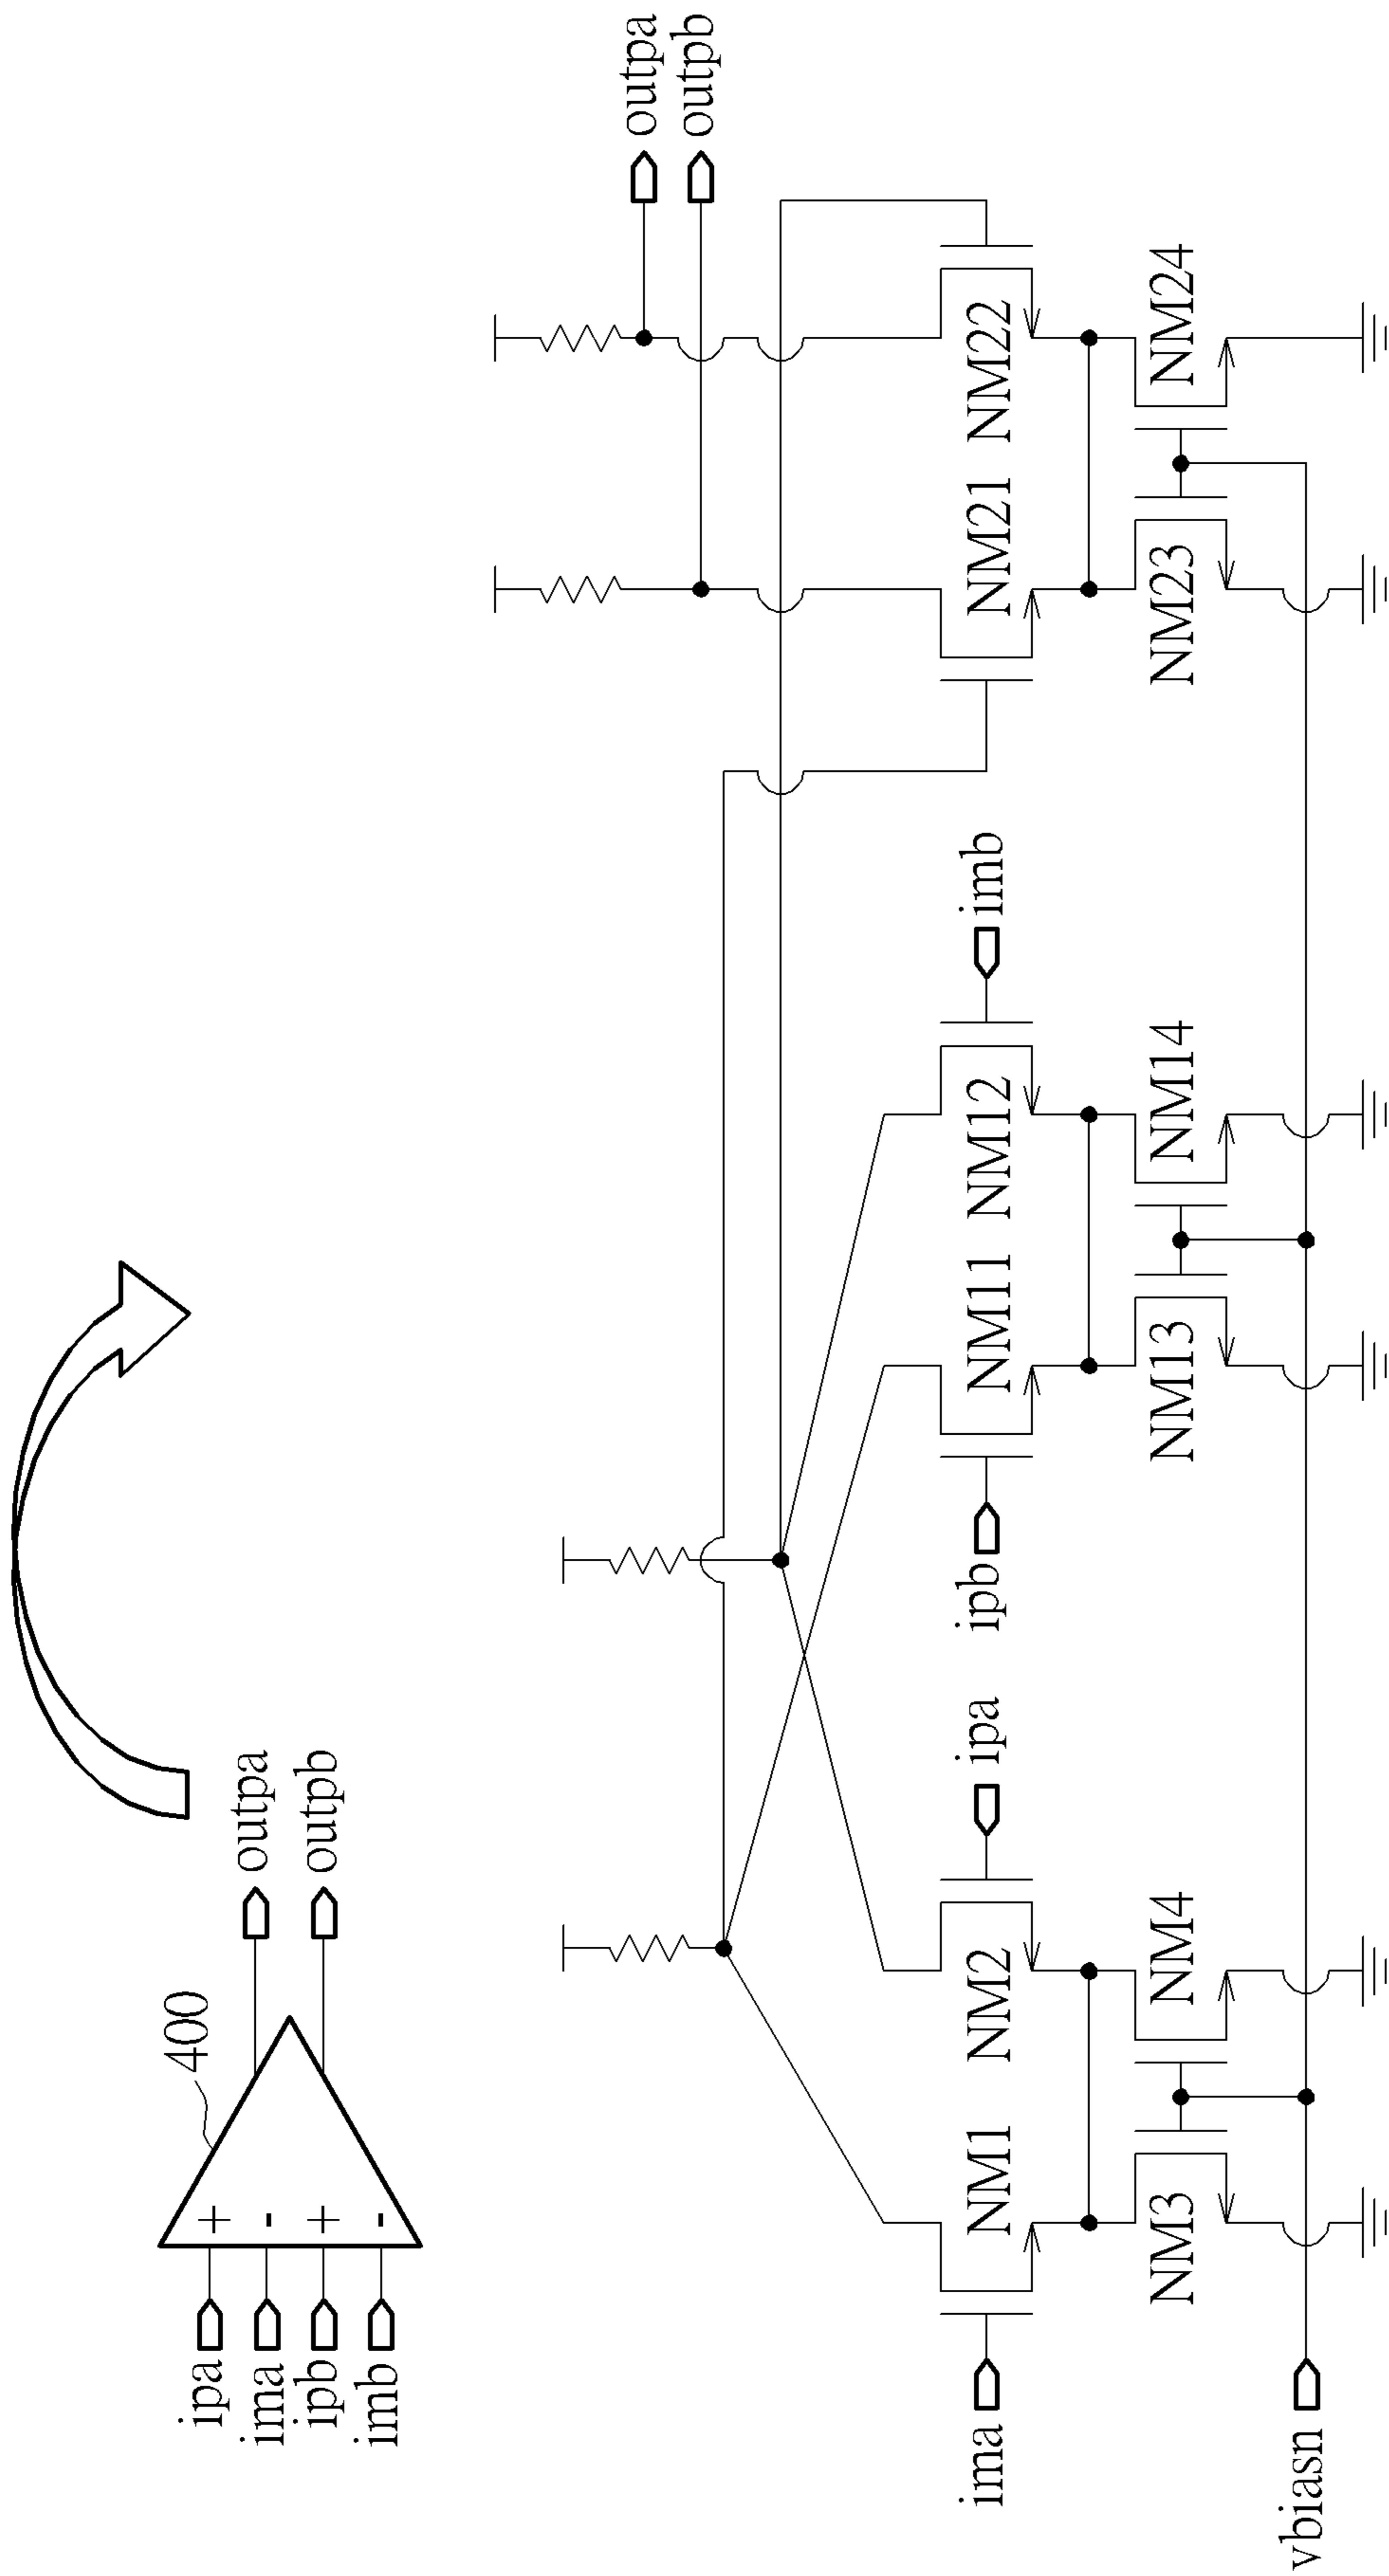 400
ipa
+
outpa
ima
-
ipb
+
outpb
imb
-
outpa
outpb
ima
NM1
NM2
ipa
ipb
NM11
NM12
imb
NM21
NM22
NM3
NM4
NM13
NM14
NM23
NM24
vbiasn